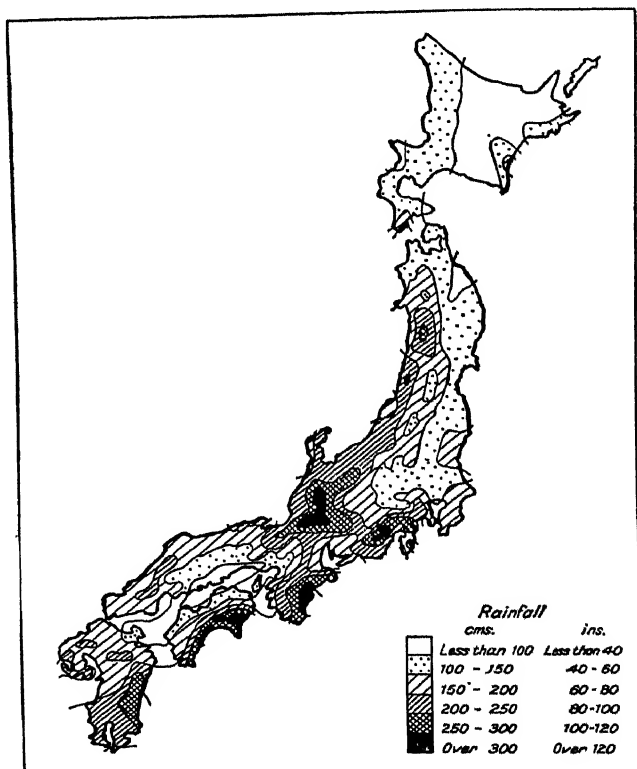 Rainfall
cms. ins.
Less than 100 Less than 40
100 - 150 40 - 60
150 - 200 60 - 80
200 - 250 80-100
250 - 300 100-120
Over 300 Over 120